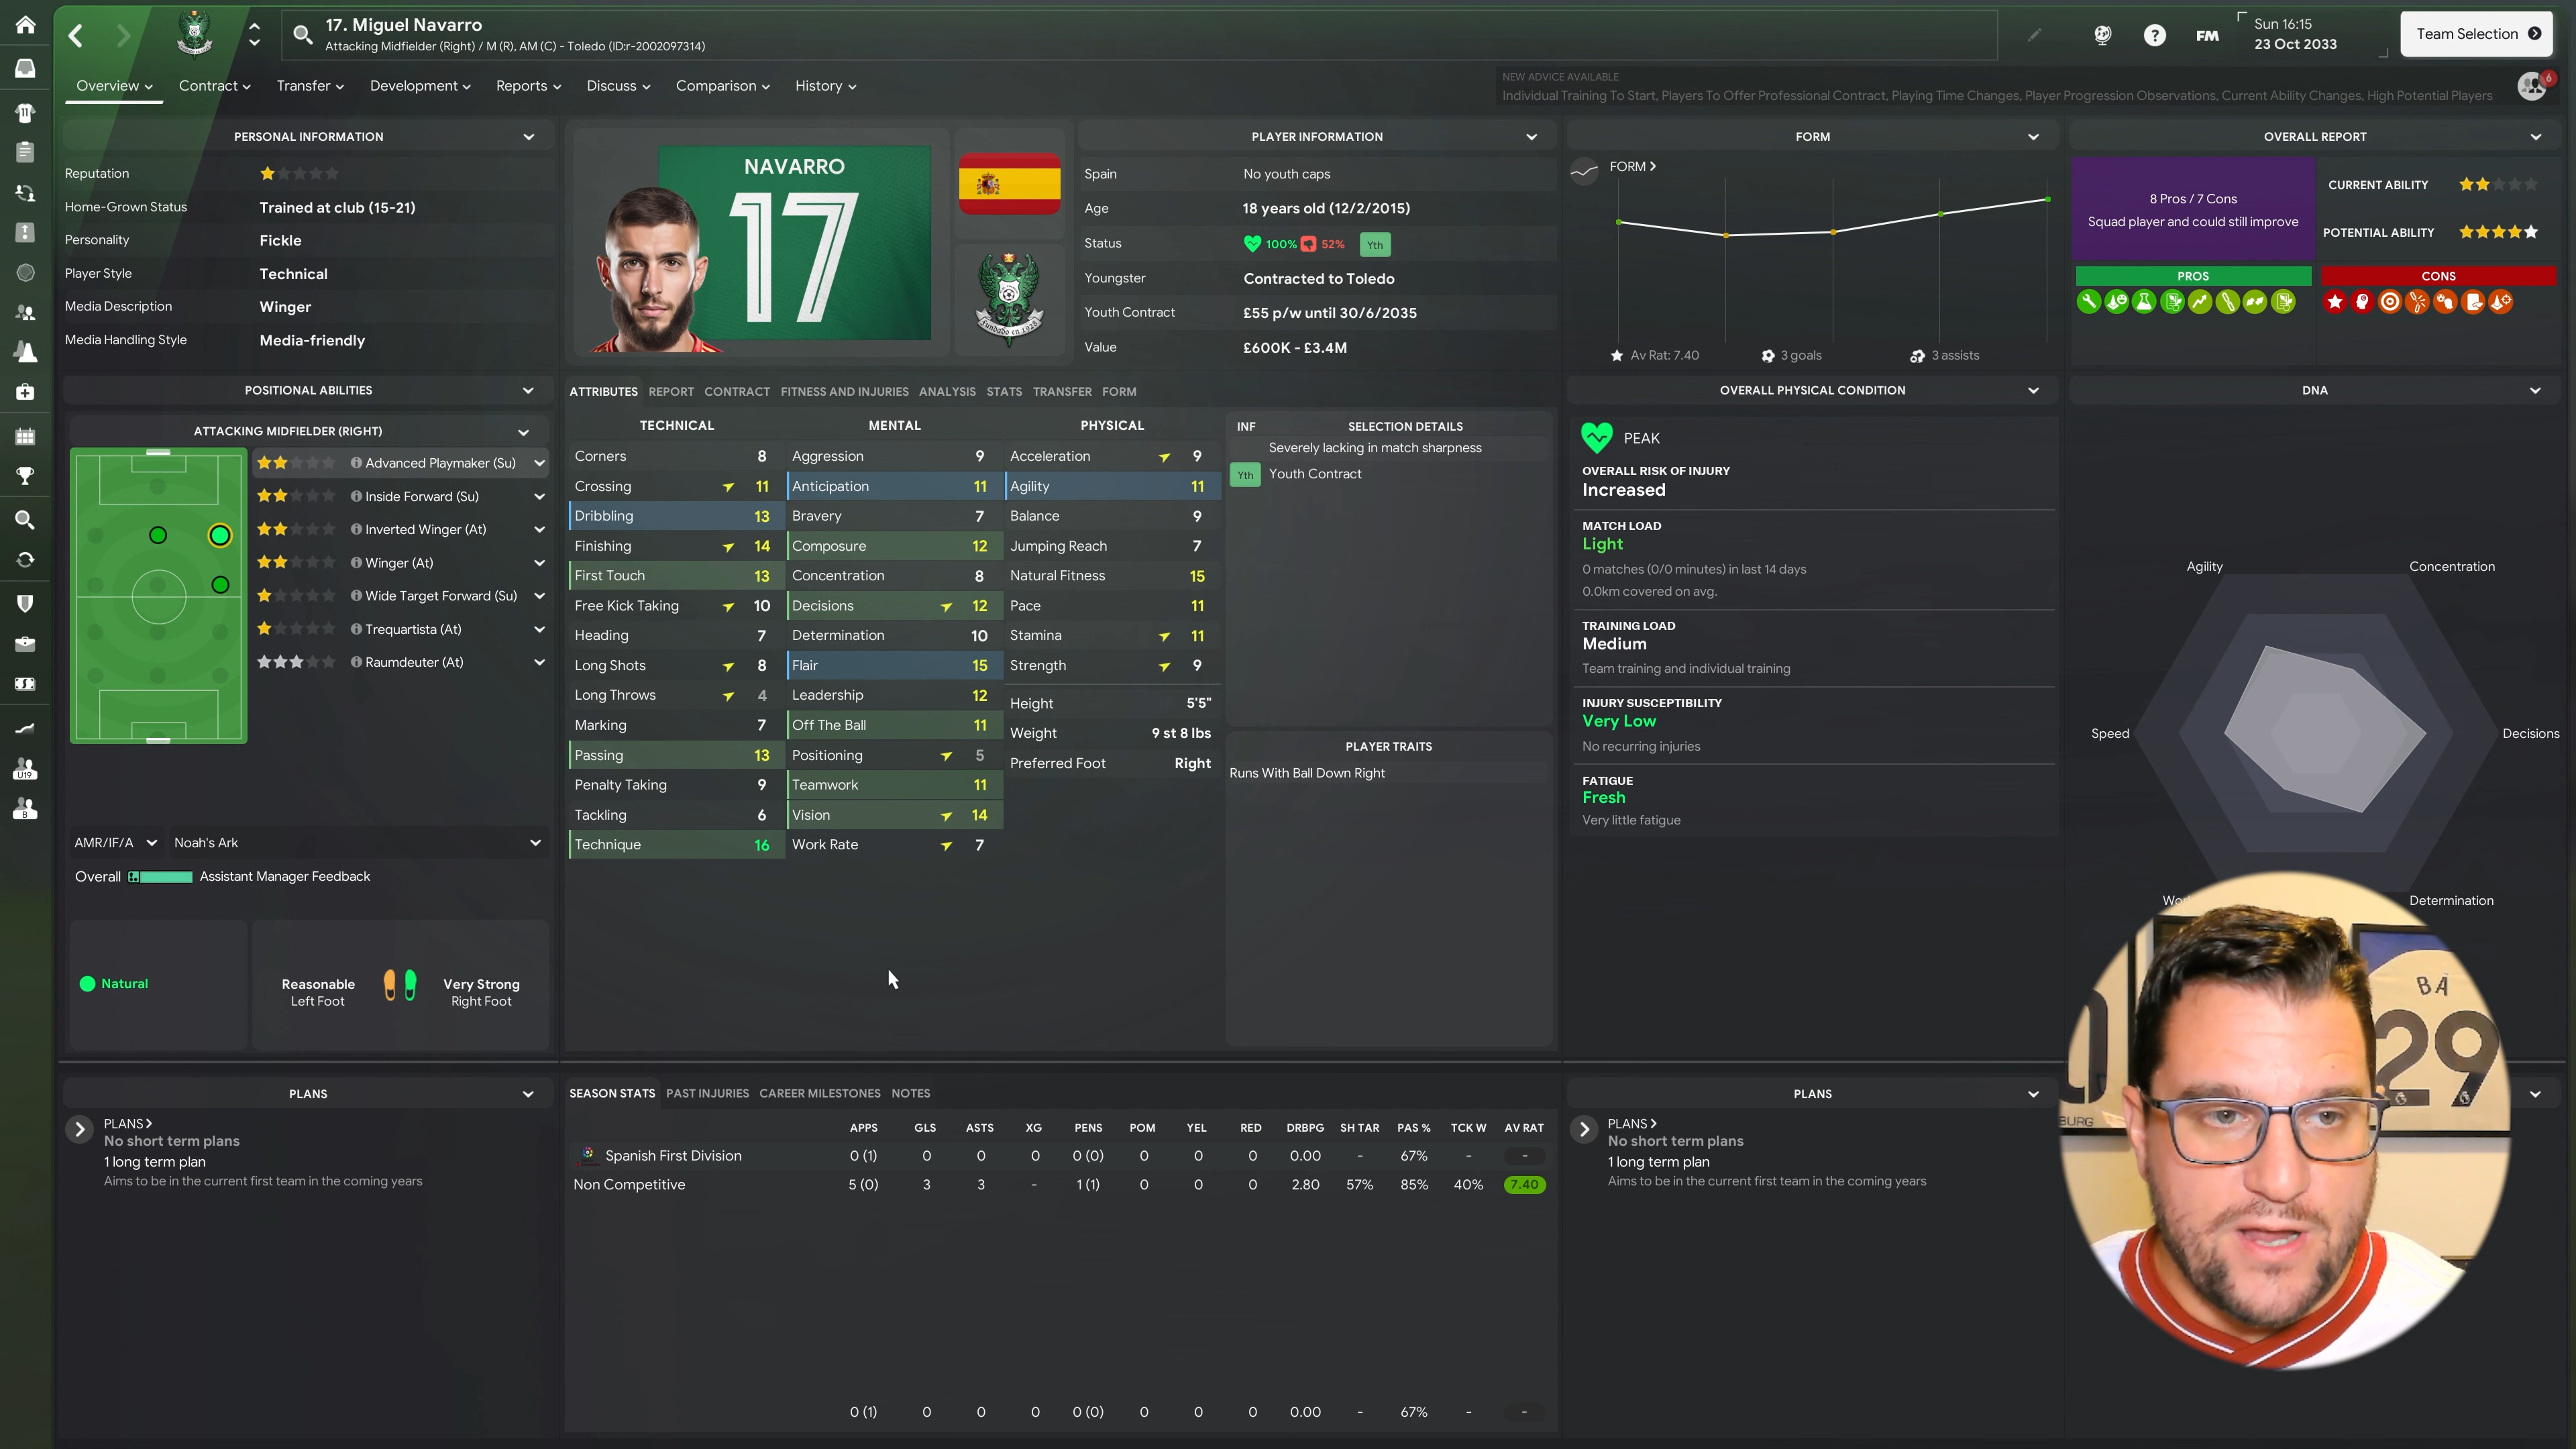 17. Miguel Navarro
Attacking Midfielder (Right) / M (R), AM (C) - Toledo (ID:r-2002097314)
FM
Sun 16:15
23 Oct 2033
Team Selection
Overview
Contract
Transfer
Development
Reports
Discuss
Comparison
History
NEW ADVICE AVAILABLE
Individual Training To Start, Players To Offer Professional Contract, Playing Time Changes, Player Progression Observations, Current Ability Changes, High Potential Players
6
PERSONAL INFORMATION
Reputation
Home-Grown Status Trained at club (15-21)
Personality Fickle
Player Style Technical
Media Description Winger
Media Handling Style Media-friendly
NAVARRO
17
Fundado en 1928
PLAYER INFORMATION
Spain No youth caps
Age 18 years old (12/2/2015)
Status 100% 52% Yth
Youngster Contracted to Toledo
Youth Contract £55 p/w until 30/6/2035
Value £600K - £3.4M
FORM
FORM
Av Rat: 7.40 3 goals 3 assists
OVERALL REPORT
8 Pros / 7 Cons
Squad player and could still improve
CURRENT ABILITY
POTENTIAL ABILITY
PROS
CONS
POSITIONAL ABILITIES
ATTACKING MIDFIELDER (RIGHT)
Advanced Playmaker (Su)
Inside Forward (Su)
Inverted Winger (At)
Winger (At)
Wide Target Forward (Su)
Trequartista (At)
Raumdeuter (At)
AMR/IF/A Noah's Ark
Overall Assistant Manager Feedback
Natural
Reasonable
Left Foot
Very Strong
Right Foot
ATTRIBUTES REPORT CONTRACT FITNESS AND INJURIES ANALYSIS STATS TRANSFER FORM
TECHNICAL
Corners 8
Crossing 11
Dribbling 13
Finishing 14
First Touch 13
Free Kick Taking 10
Heading 7
Long Shots 8
Long Throws 4
Marking 7
Passing 13
Penalty Taking 9
Tackling 6
Technique 16
MENTAL
Aggression 9
Anticipation 11
Bravery 7
Composure 12
Concentration 8
Decisions 12
Determination 10
Flair 15
Leadership 12
Off The Ball 11
Positioning 5
Teamwork 11
Vision 14
Work Rate 7
PHYSICAL
Acceleration 9
Agility 11
Balance 9
Jumping Reach 7
Natural Fitness 15
Pace 11
Stamina 11
Strength 9
Height 5'5"
Weight 9 st 8 lbs
Preferred Foot Right
INF SELECTION DETAILS
Severely lacking in match sharpness
Yth Youth Contract
PLAYER TRAITS
Runs With Ball Down Right
OVERALL PHYSICAL CONDITION
PEAK
OVERALL RISK OF INJURY
Increased
MATCH LOAD
Light
0 matches (0/0 minutes) in last 14 days
0.0km covered on avg.
TRAINING LOAD
Medium
Team training and individual training
INJURY SUSCEPTIBILITY
Very Low
No recurring injuries
FATIGUE
Fresh
Very little fatigue
DNA
Agility
Concentration
Speed
Decisions
Determination
BURG
BÁ
29
PLANS
PLANS
No short term plans
1 long term plan
Aims to be in the current first team in the coming years
SEASON STATS PAST INJURIES CAREER MILESTONES NOTES
APPS GLS ASTS XG PENS POM YEL RED DRBPG SH TAR PAS % TCK W AV RAT
Spanish First Division 0 (1) 0 0 0 0 (0) 0 0 0 0.00 - 67% - -
Non Competitive 5 (0) 3 3 - 1 (1) 0 0 0 2.80 57% 85% 40% 7.40
0 (1) 0 0 0 0 (0) 0 0 0 0.00 - 67% - -
PLANS
PLANS
No short term plans
1 long term plan
Aims to be in the current first team in the coming years
11
U19
B